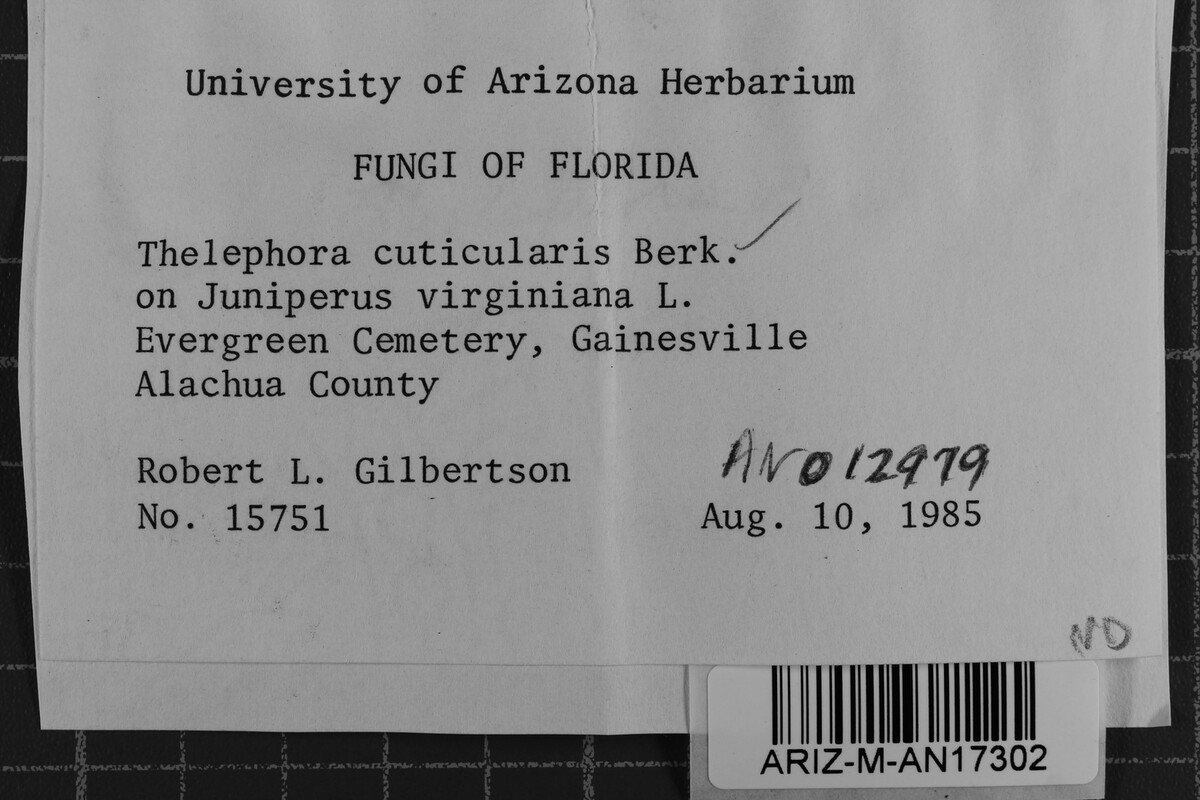 University of Arizona Herbarium
FUNGI OF FLORIDA
Thelephora cuticularis Berk.
on Juniperus virginiana L.
Evergreen Cemetery, Gainesville
Alachua County
Robert L. Gilbertson
AN012979
No. 15751
Aug. 10, 1985
ND
ARIZ-M-AN17302